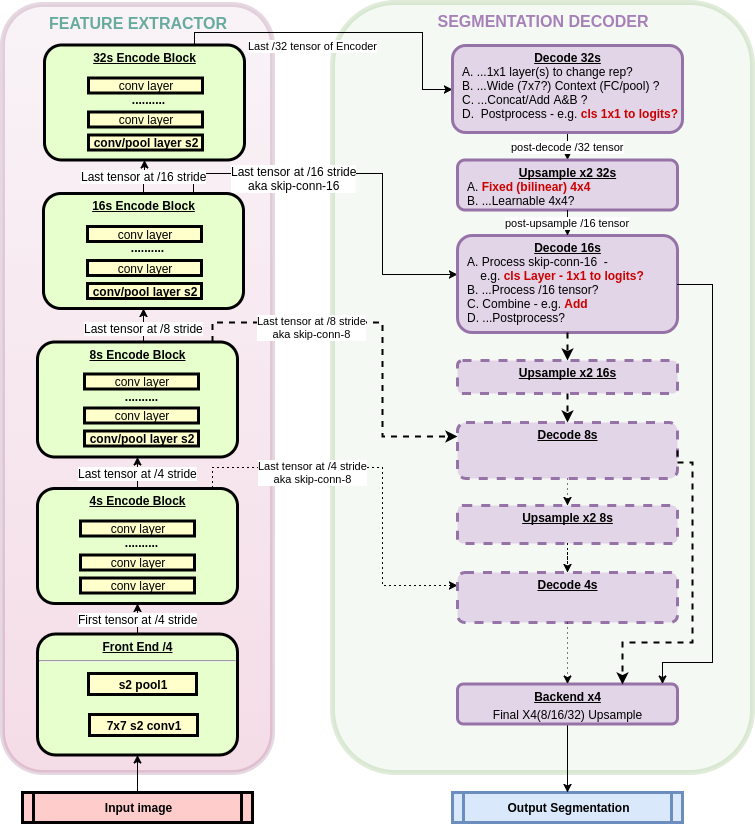 FEATURE EXTRACTOR
32s Encode Block
conv layer
..........
conv layer
conv/pool layer s2
Last tensor at /16 stride
16s Encode Block
conv layer
..........
conv layer
conv/pool layer s2
Last tensor at /8 stride
8s Encode Block
conv layer
..........
conv layer
conv/pool layer s2
Last tensor at /4 stride
4s Encode Block
conv layer
..........
conv layer
conv layer
First tensor at /4 stride
Front End /4
s2 pool1
7x7 s2 conv1
Input image
Last /32 tensor of Encoder
Last tensor at /16 stride
aka skip-conn-16
Last tensor at /8 stride
aka skip-conn-8
Last tensor at /4 stride
aka skip-conn-8
SEGMENTATION DECODER
Decode 32s
A. ...1x1 layer(s) to change rep?
B. ...Wide (7x7?) Context (FC/pool) ?
C. ...Concat/Add A&B ?
D. Postprocess - e.g. cls 1x1 to logits?
post-decode /32 tensor
Upsample x2 32s
A. Fixed (bilinear) 4x4
B. ...Learnable 4x4?
post-upsample /16 tensor
Decode 16s
A. Process skip-conn-16 -
e.g. cls Layer - 1x1 to logits?
B. ...Process /16 tensor?
C. Combine - e.g. Add
D. ...Postprocess?
Upsample x2 16s
Decode 8s
Upsample x2 8s
Decode 4s
Backend x4
Final X4(8/16/32) Upsample
Output Segmentation